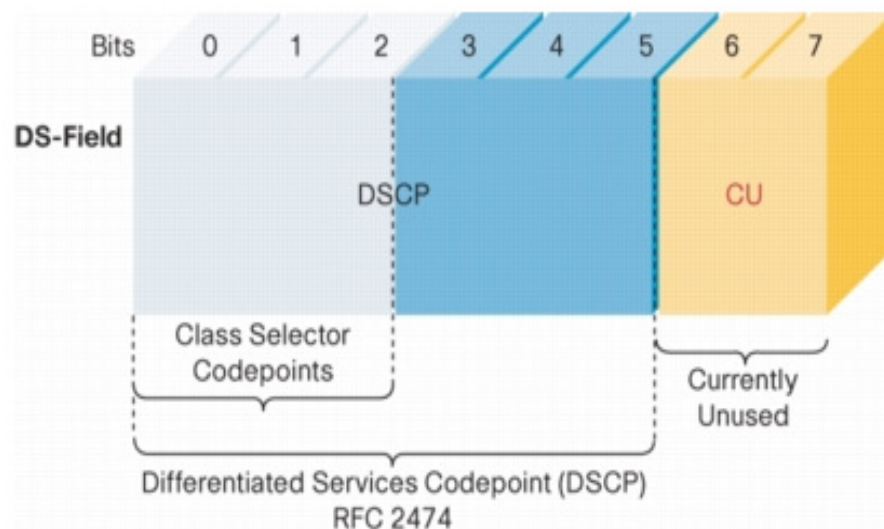 Bits 0 1 2 3 4 5 6 7
DS-Field
DSCP CU
Class Selector
Codepoints
Currently
Unused
Differentiated Services Codepoint (DSCP)
RFC 2474